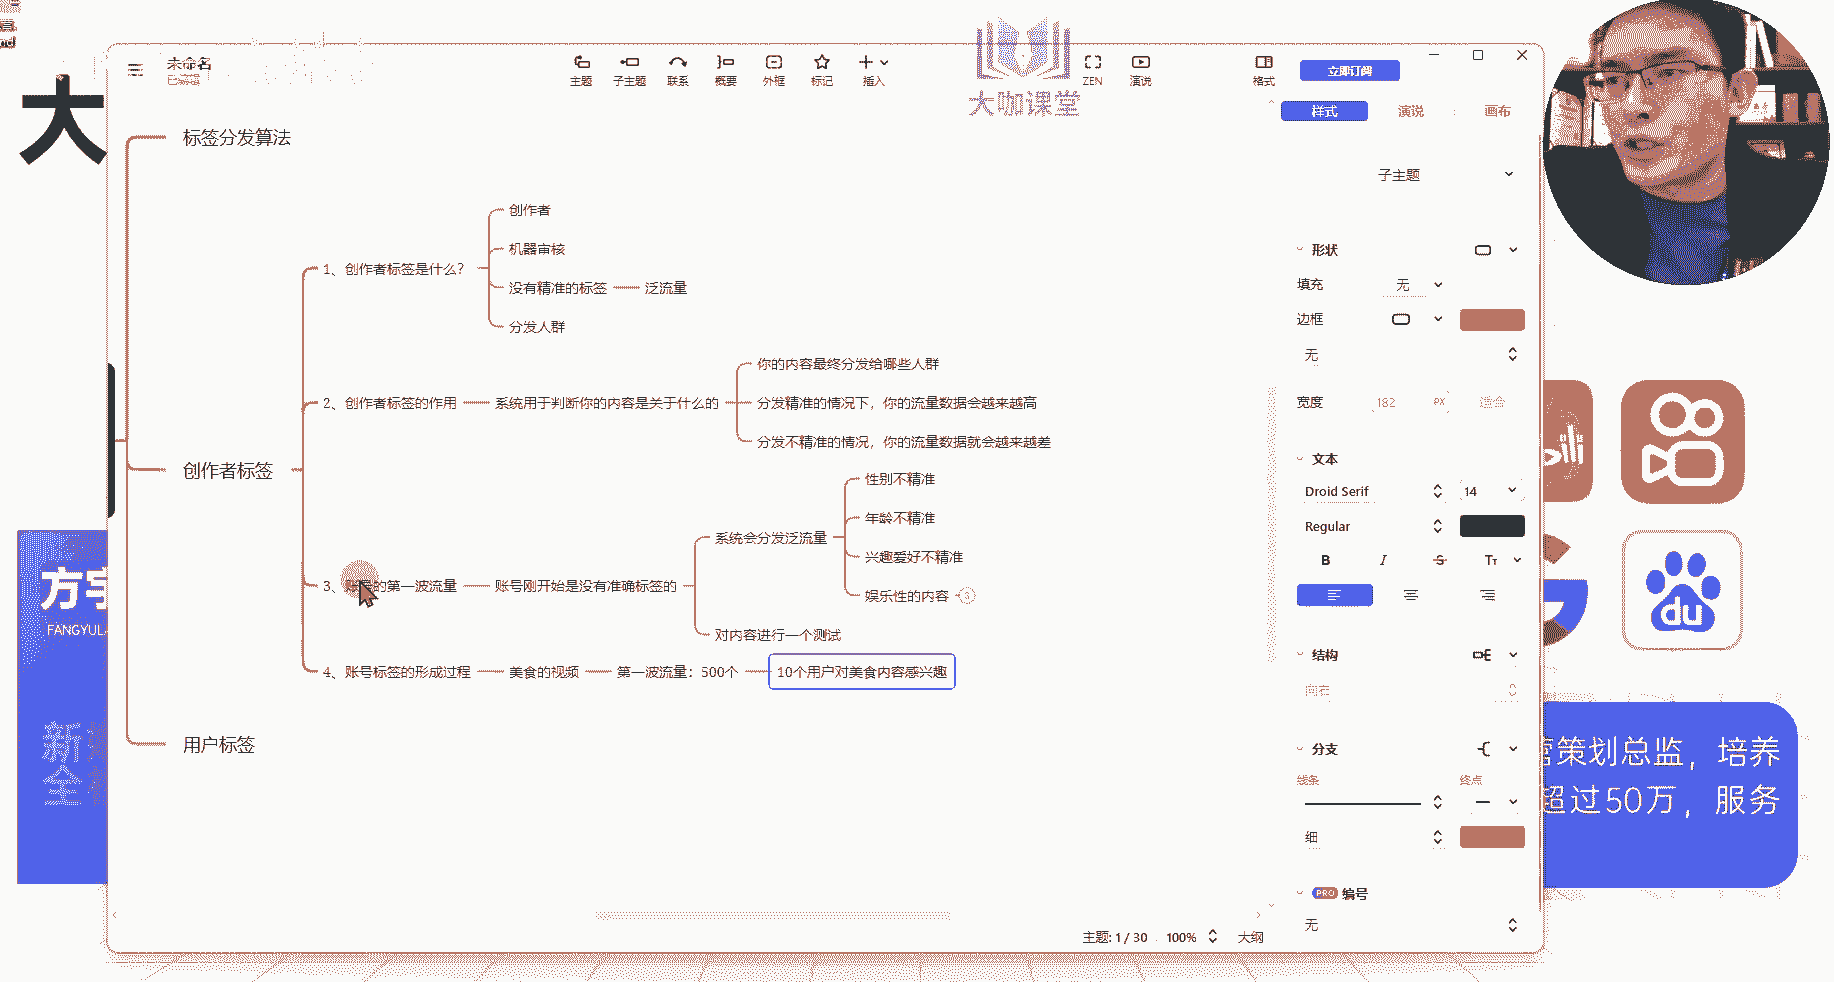 nd
大
未命名
已编辑
主题
子主题
联系
概要
外框
标记
插入
大咖课堂
ZEN
演说
格式
立即订阅
样式
演说
画布
标签分发算法
创作者
1、创作者标签是什么?
机器审核
没有精准的标签
泛流量
分发人群
你的内容最终分发给哪些人群
2、创作者标签的作用
系统用于判断你的内容是关于什么的
分发精准的情况下，你的流量数据会越来越高
分发不精准的情况，你的流量数据就会越来越差
创作者标签
性别不精准
年龄不精准
系统会分发泛流量
兴趣爱好不精准
3、账号的第一波流量
账号刚开始是没有准确标签的
娱乐性的内容
3
对内容进行一个测试
4、账号标签的形成过程
美食的视频
第一波流量：500个
10个用户对美食内容感兴趣
用户标签
子主题
形状
填充
无
边框
无
宽度
182
PX
适合
文本
Droid Serif
14
Regular
B
I
S
Tт
结构
向右
分支
线条
终点
细
PRO
编号
无
主题: 1 / 30
100%
大纲
方宇
FANGYUL
新
全
ili
du
营策划总监，培养
超过50万，服务